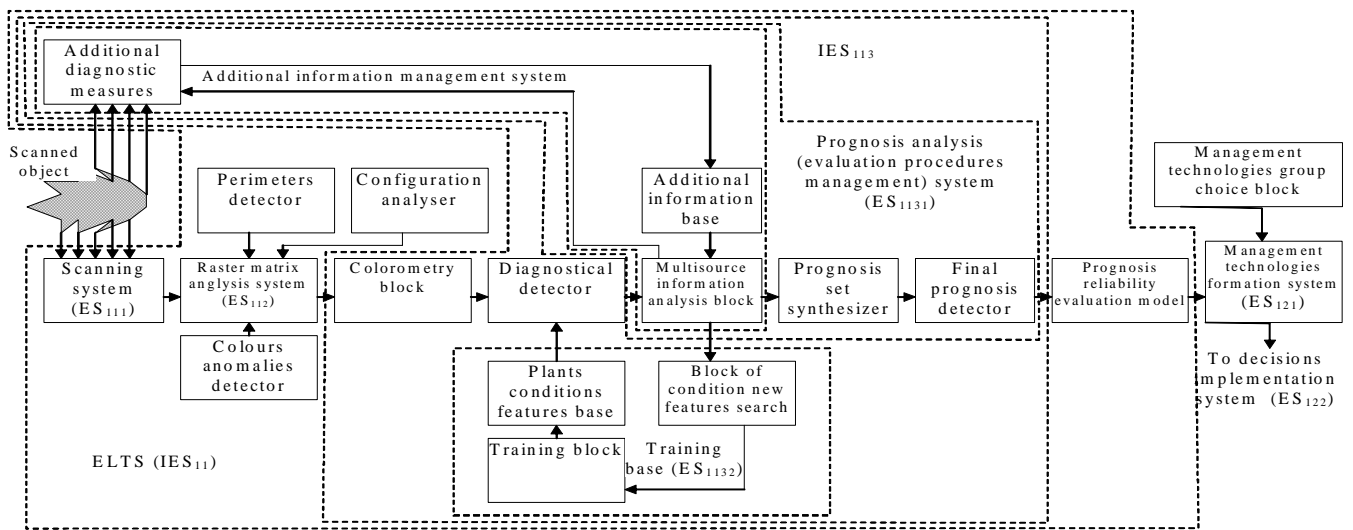 Additional
diagnostic
measures
Additional information management system
IES113
Scanned
object
Perimeters
detector
Configuration
analyser
Additional
information
base
Prognosis analysis
(evaluation procedures
management) system
(ES1131)
Management
technologies group
choice block
Scanning
system
(ES111)
Raster matrix
anglysis system
(ES112)
Colorometry
block
Diagnostical
detector
Multisource
information
analysis block
Prognosis
set
synthesizer
Final
prognosis
detector
Prognosis
reliability
evaluation model
Management
technologies
formation system
(ES121)
Colours
anomalies
detector
Plants
conditions
features base
Block of
condition new
features search
To decisions
implementation
system (ES122)
Training block
Training
base (ES1132)
ELTS (IES11)